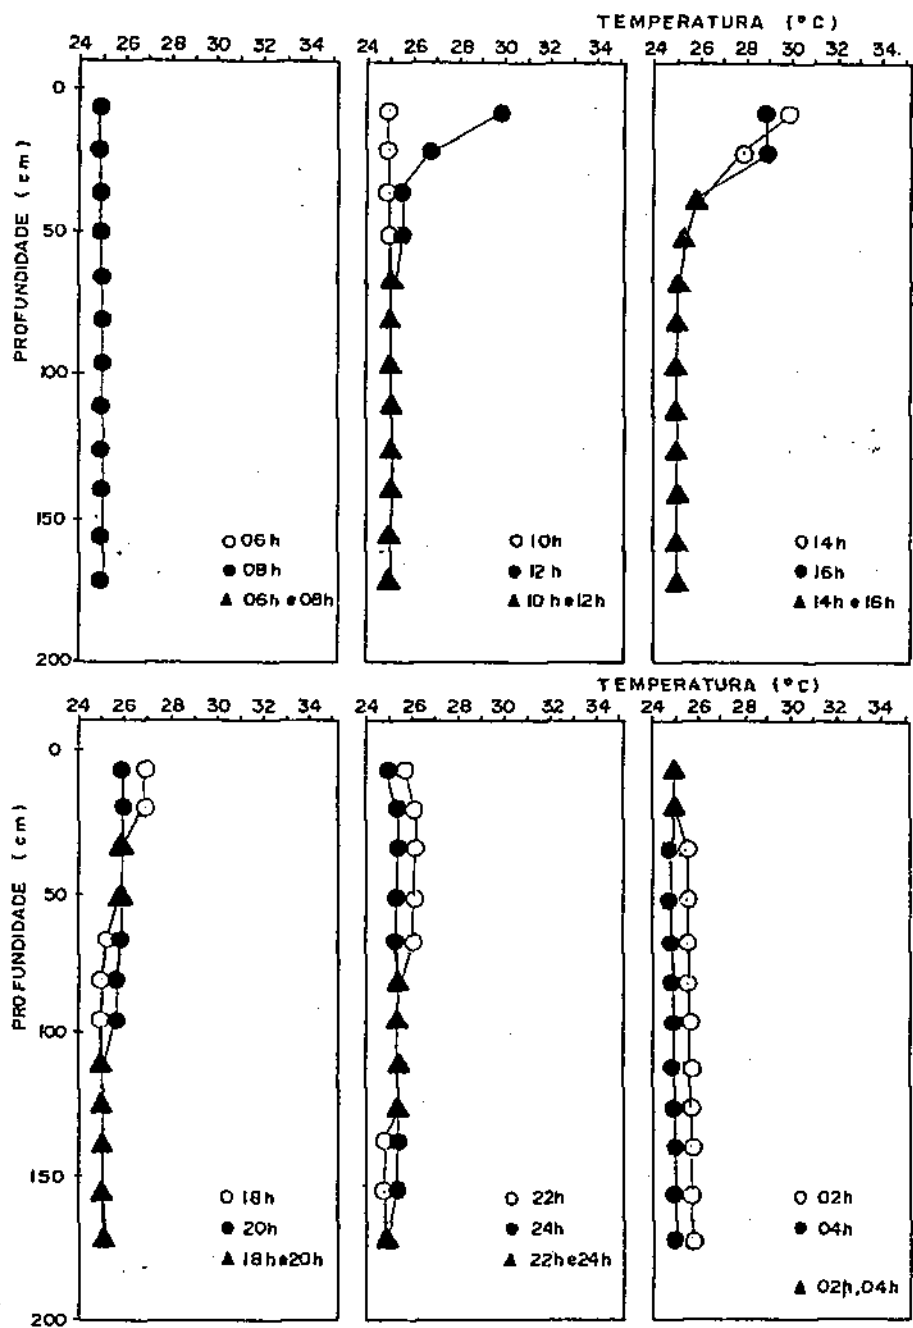 TEMPERATURA (°C)
24 26 28 30 32 34 24 26 28 30 32 34 24 26 28 30 32 34.
0
50
100
150
200
PROFUNDIDADE (cm)
○ 06h ○ 10h ○ 14h
● 08h ● 12h ● 16h
▲ 06h e 08h ▲ 10h e 12h ▲ 14h e 16h
TEMPERATURA (°C)
24 26 28 30 32 34 24 26 28 30 32 34 24 26 28 30 32 34
0
50
100
150
200
PROFUNDIDADE (cm)
○ 18h ○ 22h ○ 02h
● 20h ● 24h ● 04h
▲ 18h e 20h ▲ 22h e 24h
▲ 02h, 04h